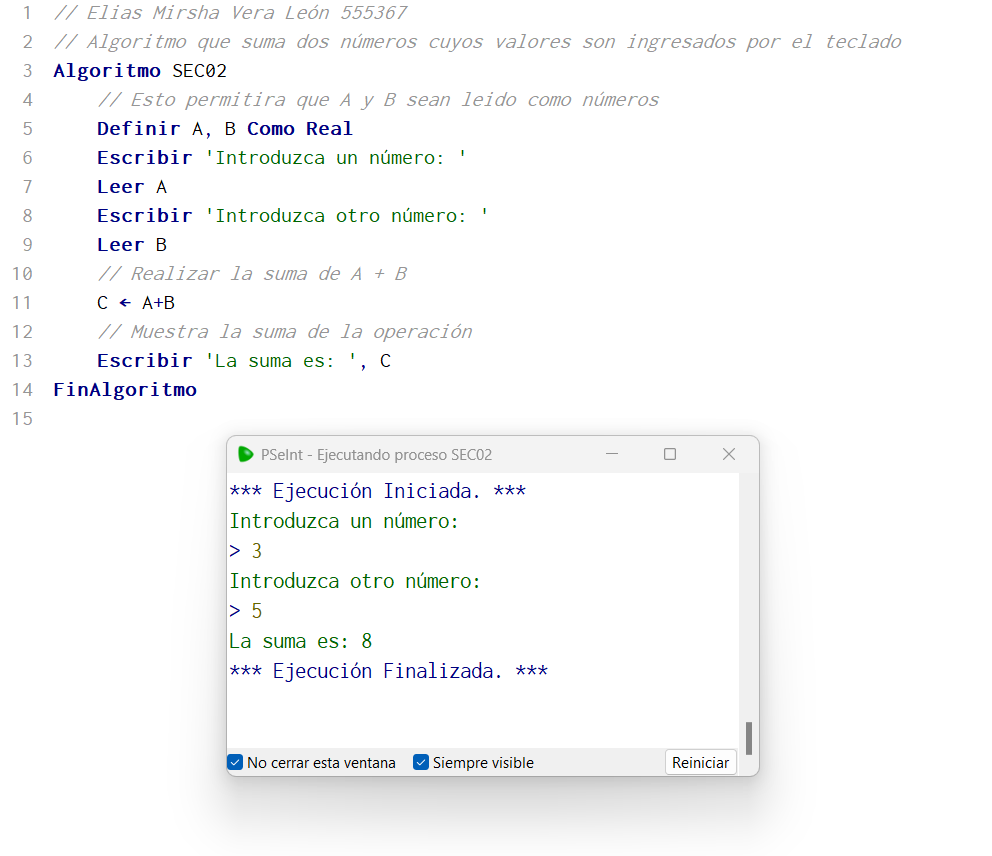 1 // Elias Mirsha Vera León 555367
2 // Algoritmo que suma dos números cuyos valores son ingresados por el teclado
3 Algoritmo SEC02
4 // Esto permitira que A y B sean leido como números
5 Definir A, B Como Real
6 Escribir 'Introduzca un número: '
7 Leer A
8 Escribir 'Introduzca otro número: '
9 Leer B
10 // Realizar la suma de A + B
11 C ← A+B
12 // Muestra la suma de la operación
13 Escribir 'La suma es: ', C
14 FinAlgoritmo
15
PSeInt - Ejecutando proceso SEC02
*** Ejecución Iniciada. ***
Introduzca un número:
> 3
Introduzca otro número:
> 5
La suma es: 8
*** Ejecución Finalizada. ***
No cerrar esta ventana Siempre visible Reiniciar